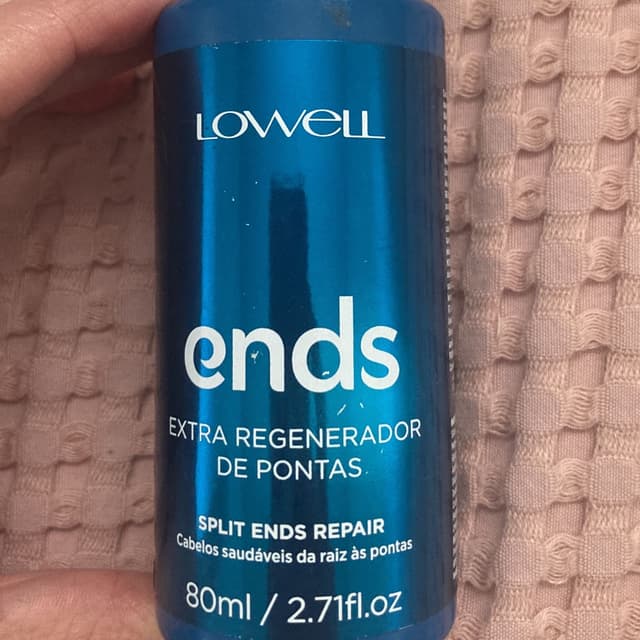 LOWELL
ends
EXTRA REGENERADOR
DE PONTAS
SPLIT ENDS REPAIR
Cabelos saudáveis da raiz às pontas
80ml / 2.71fl.oz